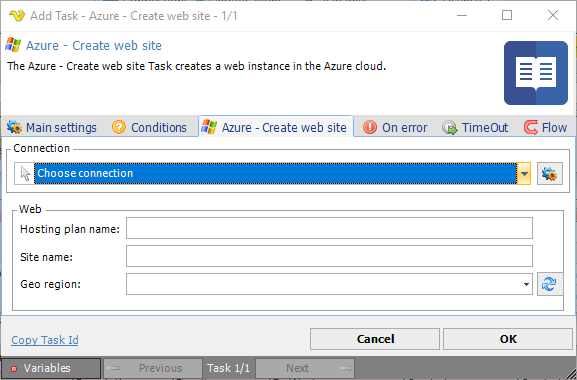 Add Task - Azure - Create web site - 1/1
Azure - Create web site
The Azure - Create web site Task creates a web instance in the Azure cloud.
Main settings
Conditions
Azure - Create web site
On error
TimeOut
Flow
Connection
Choose connection
Web
Hosting plan name:
Site name:
Geo region:
Copy Task Id
Cancel
OK
Variables
Previous
Task 1/1
Next